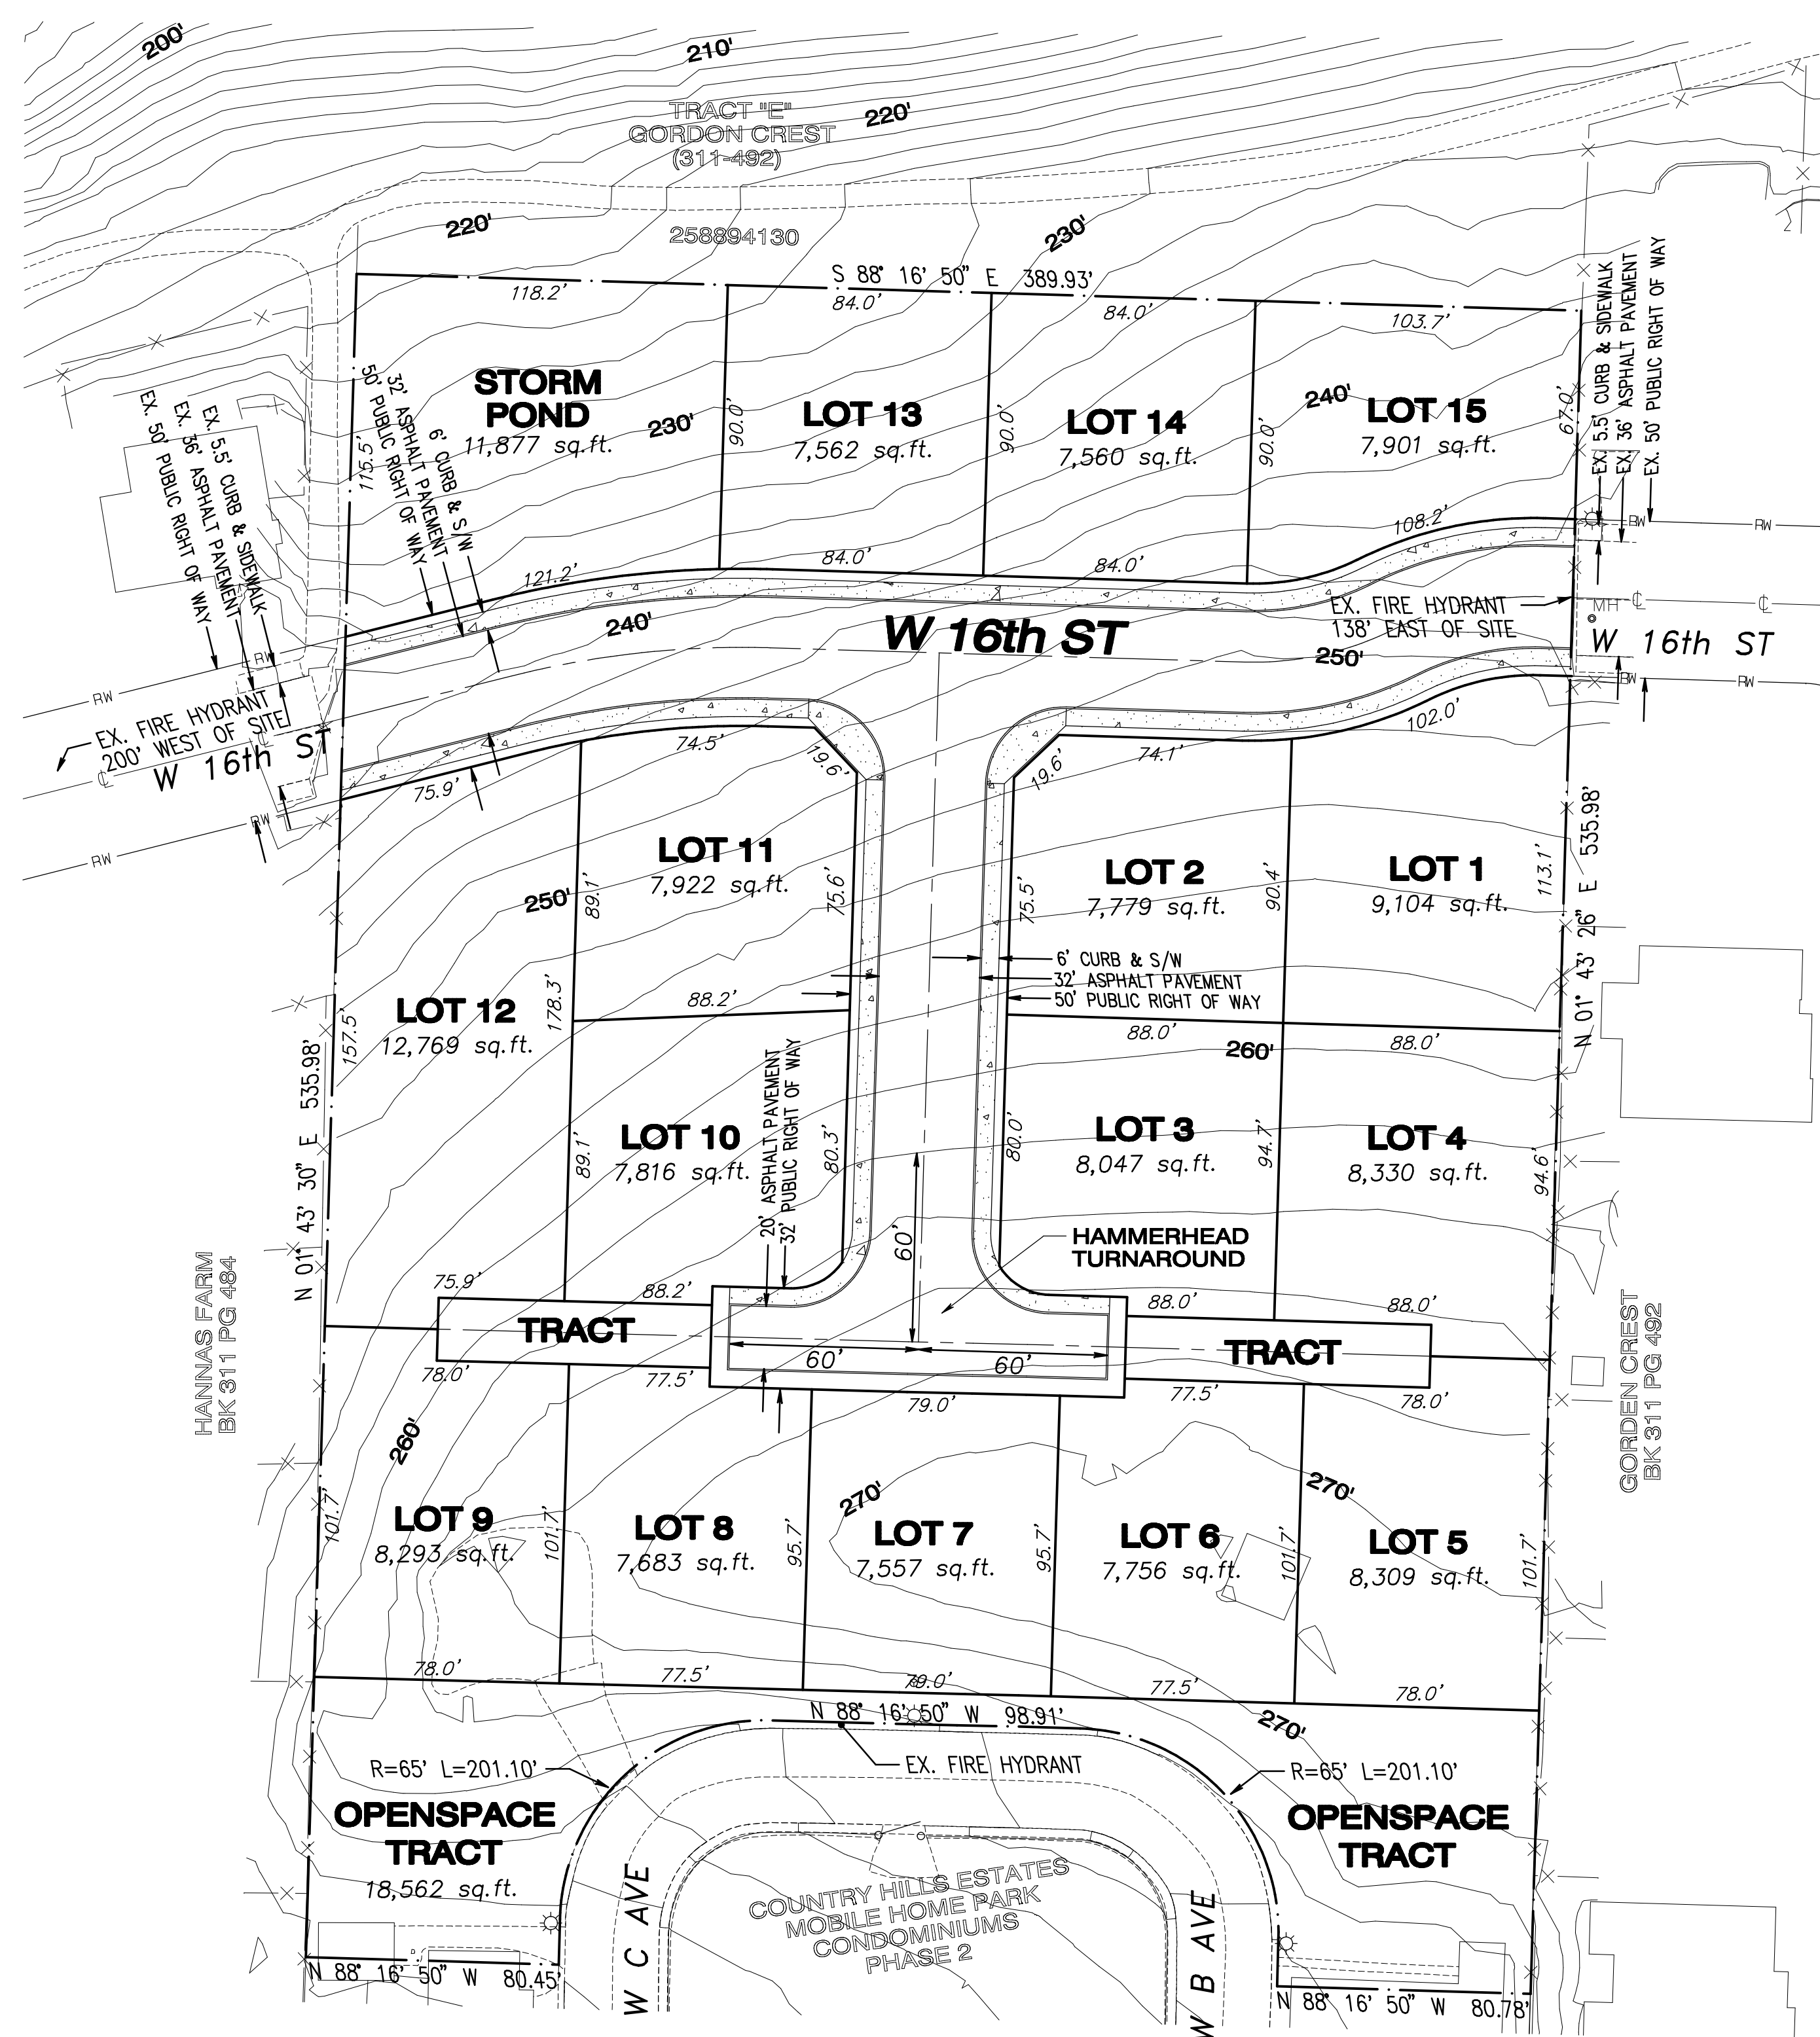 200'
210'
TRACT "E"
GORDON CREST
(311-492)
220'
220'
258894130
230'
S 88° 16' 50" E 389.93'
118.2'
84.0'
84.0'
103.7'
EX. 5.5' CURB & SIDEWALK
EX. 36' ASPHALT PAVEMENT
EX. 50' PUBLIC RIGHT OF WAY
STORM
POND
11,877 sq.ft.
230'
115.5'
90.0'
LOT 13
7,562 sq.ft.
90.0'
LOT 14
7,560 sq.ft.
90.0'
240'
LOT 15
7,901 sq.ft.
67.0'
EX. 50' PUBLIC RIGHT OF WAY
EX. 36' ASPHALT PAVEMENT
EX. 5.5' CURB & SIDEWALK
50' PUBLIC RIGHT OF WAY
32' ASPHALT PAVEMENT
6' CURB & S/W
121.2'
84.0'
84.0'
108.2'
RW
RW
240'
W 16th ST
EX. FIRE HYDRANT
138' EAST OF SITE
250'
MH
℄
℄
W 16th ST
RW
RW
RW
RW
EX. FIRE HYDRANT
200' WEST OF SITE
℄
℄
W 16th ST
RW
RW
75.9'
74.5'
19.6'
19.6'
74.1'
102.0'
LOT 11
7,922 sq.ft.
89.1'
75.6'
250'
LOT 2
7,779 sq.ft.
75.5'
90.4'
LOT 1
9,104 sq.ft.
113.1'
N 01° 43' 26" E 535.98'
6' CURB & S/W
32' ASPHALT PAVEMENT
50' PUBLIC RIGHT OF WAY
LOT 12
12,769 sq.ft.
157.5'
178.3'
88.2'
88.0'
88.0'
260'
N 01° 43' 30" E 535.98'
LOT 10
7,816 sq.ft.
89.1'
80.3'
20' ASPHALT PAVEMENT
32' PUBLIC RIGHT OF WAY
LOT 3
8,047 sq.ft.
80.0'
94.7'
LOT 4
8,330 sq.ft.
94.6'
60'
HAMMERHEAD
TURNAROUND
75.9'
88.2'
88.0'
88.0'
TRACT
60'
60'
TRACT
78.0'
77.5'
79.0'
77.5'
78.0'
HANNAS FARM
BK 311 PG 484
GORDEN CREST
BK 311 PG 492
260'
270'
270'
LOT 9
8,293 sq.ft.
101.7'
101.7'
LOT 8
7,683 sq.ft.
95.7'
LOT 7
7,557 sq.ft.
95.7'
LOT 6
7,756 sq.ft.
101.7'
LOT 5
8,309 sq.ft.
101.7'
78.0'
77.5'
79.0'
77.5'
78.0'
N 88° 16' 50" W 98.91'
270'
EX. FIRE HYDRANT
R=65' L=201.10'
R=65' L=201.10'
OPENSPACE
TRACT
18,562 sq.ft.
OPENSPACE
TRACT
COUNTRY HILLS ESTATES
MOBILE HOME PARK
CONDOMINIUMS
PHASE 2
W C AVE
W B AVE
N 88° 16' 50" W 80.45'
N 88° 16' 50" W 80.78'